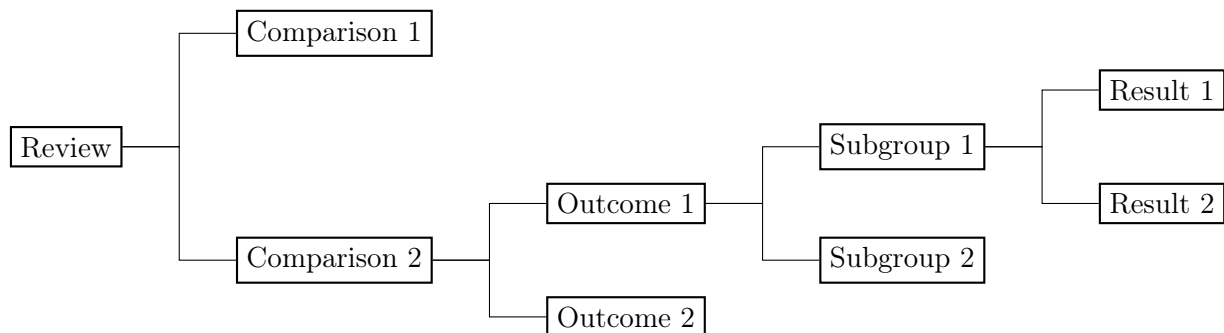 Review
Comparison 1
Comparison 2
Outcome 1
Outcome 2
Subgroup 1
Subgroup 2
Result 1
Result 2